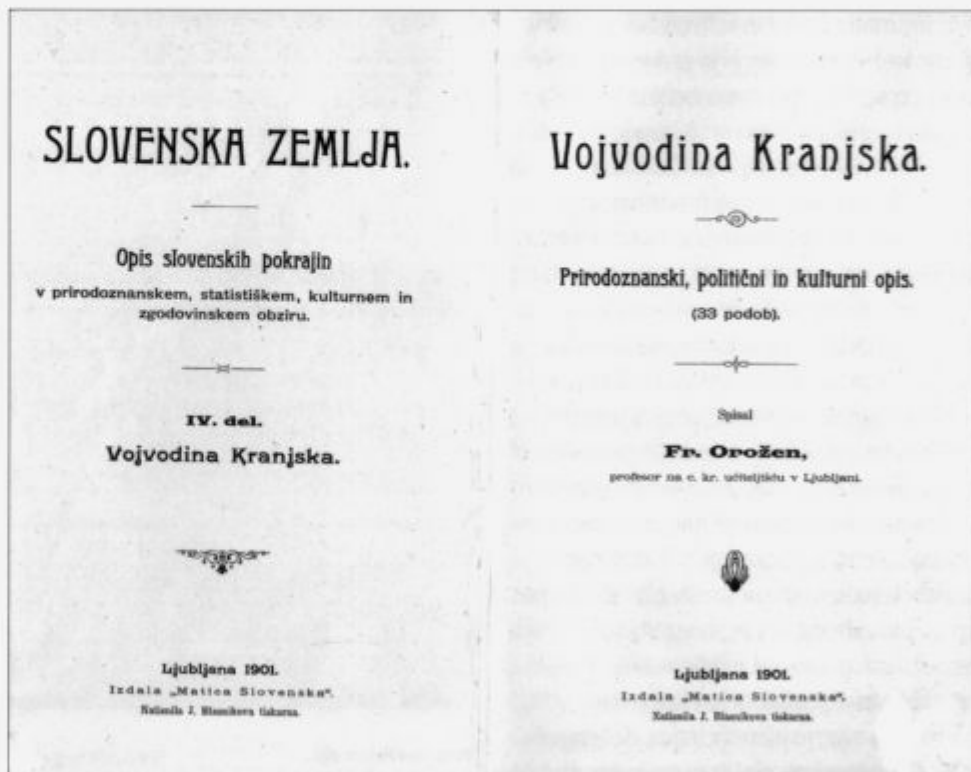 SLOVENSKA ZEMLJA.
Opis slovenskih pokrajin
v prirodoznanskem, statistiškem, kulturnem in
zgodovinskem obziru.
IV. del.
Vojvodina Kranjska.
Ljubljana 1901.
Izdala „Matica Slovenska“.
Natisnila J. Blasnikova tiskarna.
Vojvodina Kranjska.
Prirodoznanski, politični in kulturni opis.
(33 podob).
Spisal
Fr. Orožen,
profesor na c. kr. učiteljišču v Ljubljani.
Ljubljana 1901.
Izdala „Matica Slovenska“.
Natisnila J. Blasnikova tiskarna.